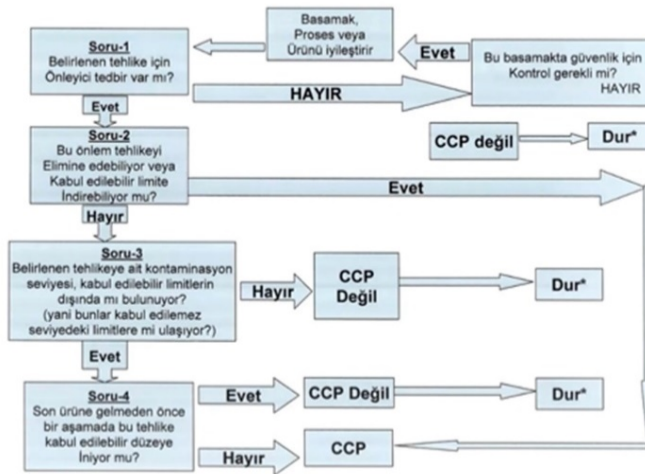 Basamak,
Proses veya
Ürünü iyileştir
Soru-1
Belirlenen tehlike için
Önleyici tedbir var mı?
Evet
Bu basamakta güvenlik için
Kontrol gerekli mi?
HAYIR
HAYIR
Evet
Soru-2
Bu önlem tehlikeyi
Elimine edebiliyor veya
Kabul edilebilir limite
İndirebiliyor mu?
CCP değil
Dur*
Evet
Hayır
Soru-3
Belirlenen tehlikeye ait kontaminasyon
seviyesi, kabul edilebilir limitlerin
dışında mı bulunuyor?
(yani bunlar kabul edilemez
seviyedeki limitlere mi ulaşıyor?)
Hayır
CCP
Değil
Dur*
Evet
Soru-4
Son ürüne gelmeden önce
bir aşamada bu tehlike
kabul edilebilir düzeye
İniyor mu?
Evet
CCP Değil
Dur*
Hayır
CCP